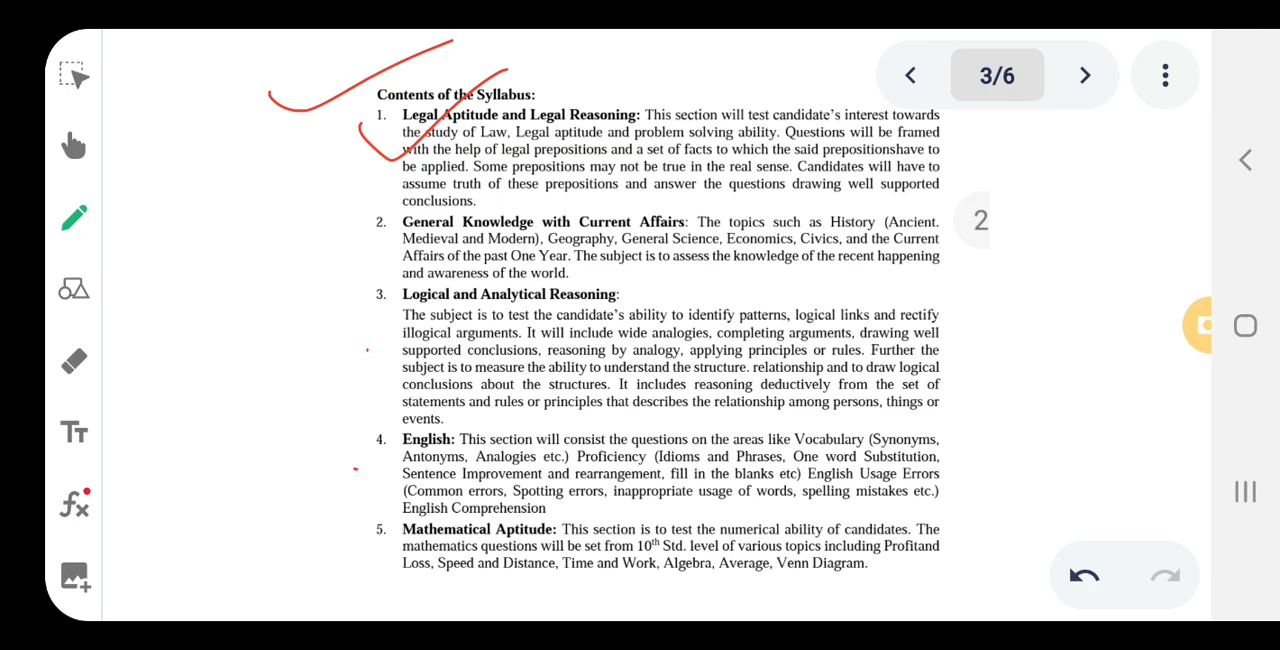 3/6
Contents of the Syllabus:
1. Legal Aptitude and Legal Reasoning: This section will test candidate's interest towards
the study of Law, Legal aptitude and problem solving ability. Questions will be framed
with the help of legal prepositions and a set of facts to which the said prepositionshave to
be applied. Some prepositions may not be true in the real sense. Candidates will have to
assume truth of these prepositions and answer the questions drawing well supported
conclusions.
2. General Knowledge with Current Affairs: The topics such as History (Ancient.
Medieval and Modern), Geography, General Science, Economics, Civics, and the Current
Affairs of the past One Year. The subject is to assess the knowledge of the recent happening
and awareness of the world.
2
3. Logical and Analytical Reasoning:
The subject is to test the candidate's ability to identify patterns, logical links and rectify
illogical arguments. It will include wide analogies, completing arguments, drawing well
supported conclusions, reasoning by analogy, applying principles or rules. Further the
subject is to measure the ability to understand the structure. relationship and to draw logical
conclusions about the structures. It includes reasoning deductively from the set of
statements and rules or principles that describes the relationship among persons, things or
events.
4. English: This section will consist the questions on the areas like Vocabulary (Synonyms,
Antonyms, Analogies etc.) Proficiency (Idioms and Phrases, One word Substitution,
Sentence Improvement and rearrangement, fill in the blanks etc) English Usage Errors
(Common errors, Spotting errors, inappropriate usage of words, spelling mistakes etc.)
English Comprehension
5. Mathematical Aptitude: This section is to test the numerical ability of candidates. The
mathematics questions will be set from 10th Std. level of various topics including Profitand
Loss, Speed and Distance, Time and Work, Algebra, Average, Venn Diagram.
TT
fx